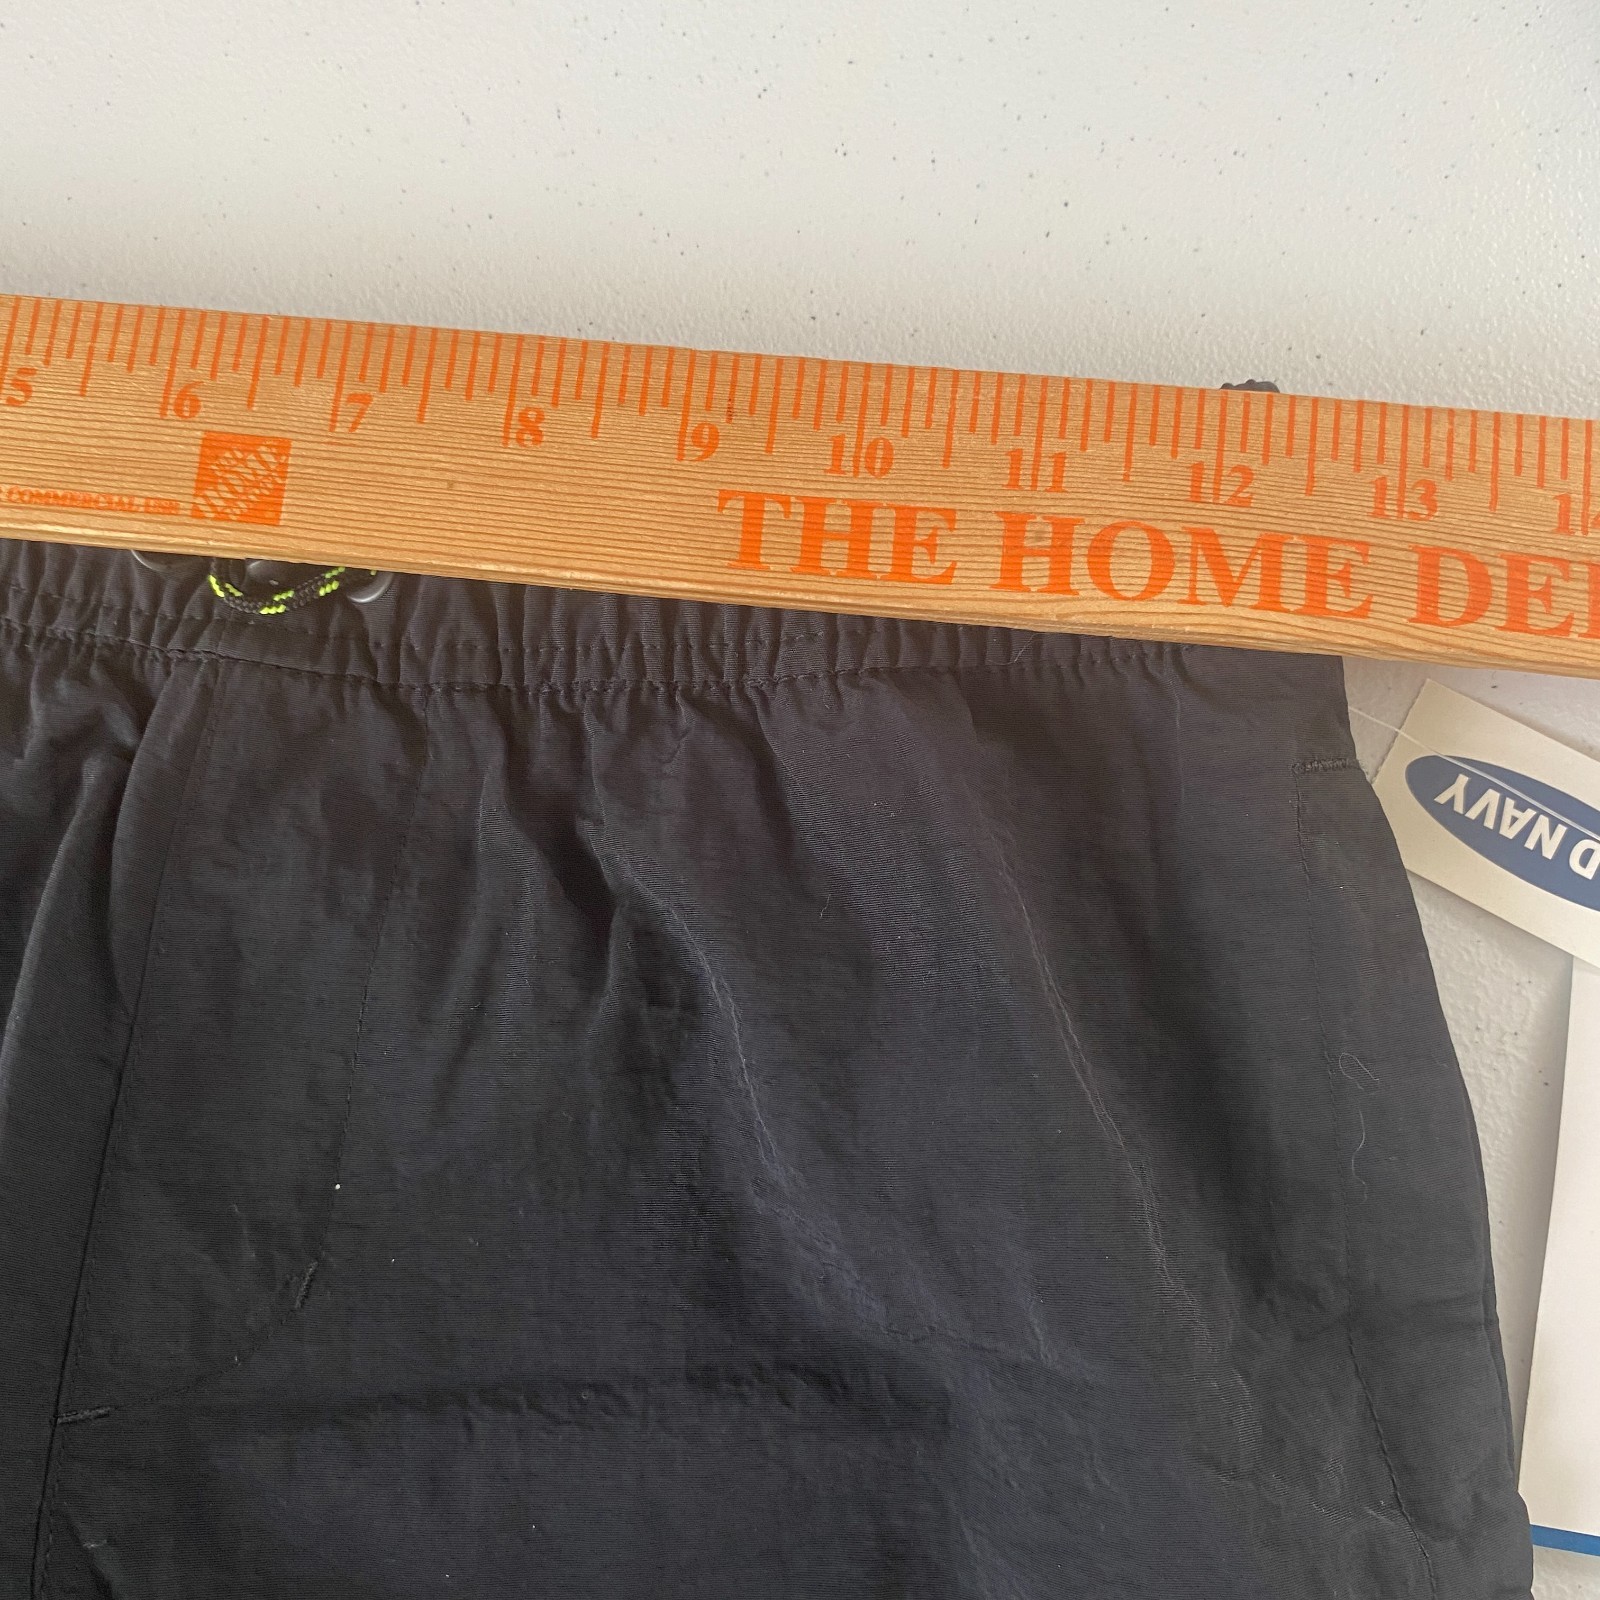 5 6 7 8 9 10 11 12 13
COMMERCIAL USE
THE HOME DE
D NAVY